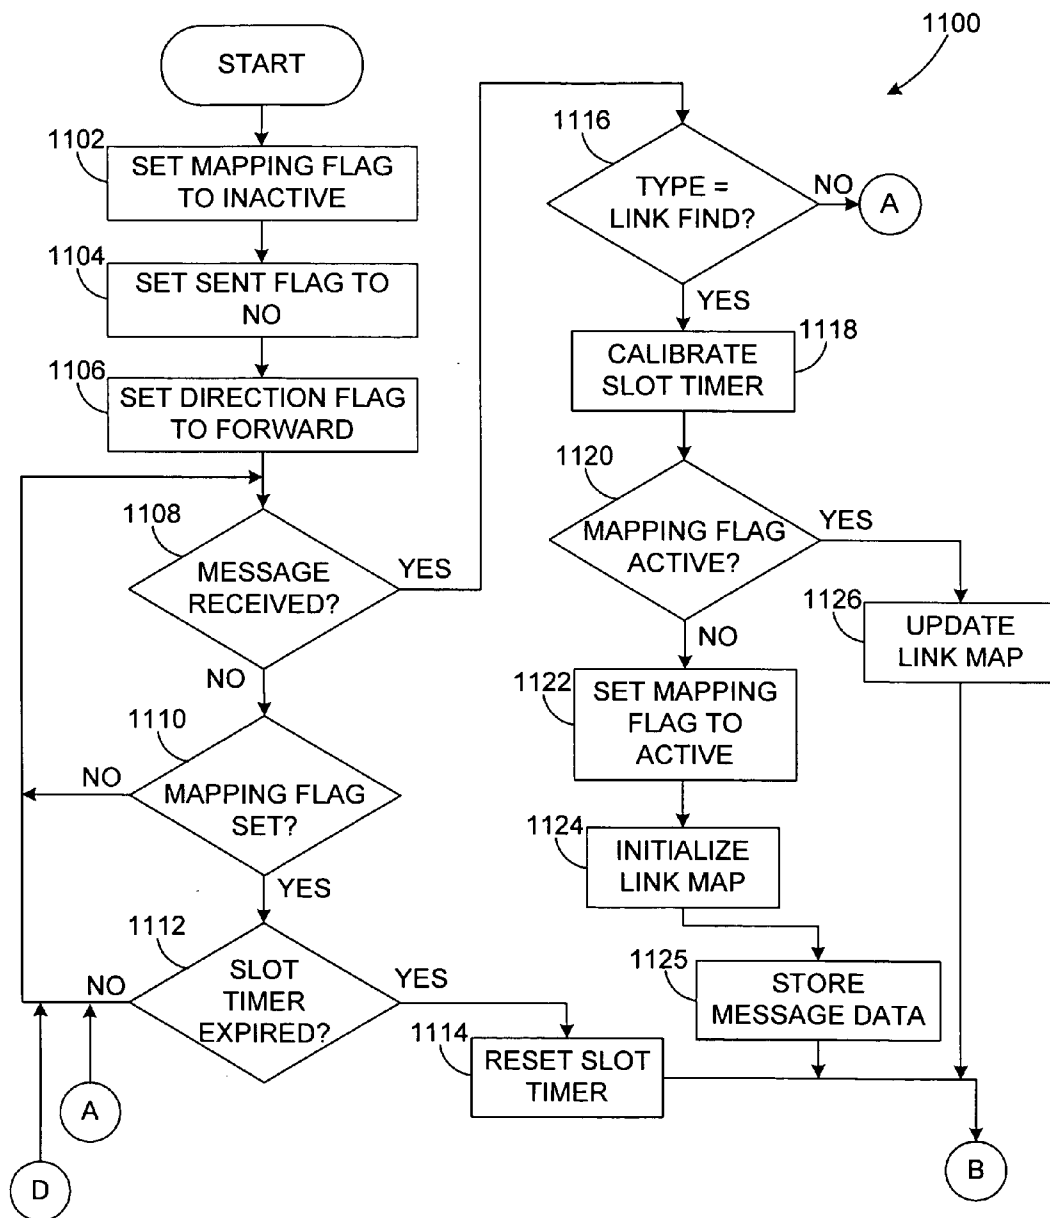 1100
START
1102
SET MAPPING FLAG
TO INACTIVE
1104
SET SENT FLAG TO
NO
1106
SET DIRECTION FLAG
TO FORWARD
1108
MESSAGE
RECEIVED?
YES
NO
1110
MAPPING FLAG
SET?
NO
YES
1112
SLOT
TIMER
EXPIRED?
NO
YES
1114
RESET SLOT
TIMER
A
D
1116
TYPE =
LINK FIND?
NO
A
YES
1118
CALIBRATE
SLOT TIMER
1120
MAPPING FLAG
ACTIVE?
YES
NO
1126
UPDATE
LINK MAP
1122
SET MAPPING
FLAG TO
ACTIVE
1124
INITIALIZE
LINK MAP
1125
STORE
MESSAGE DATA
B